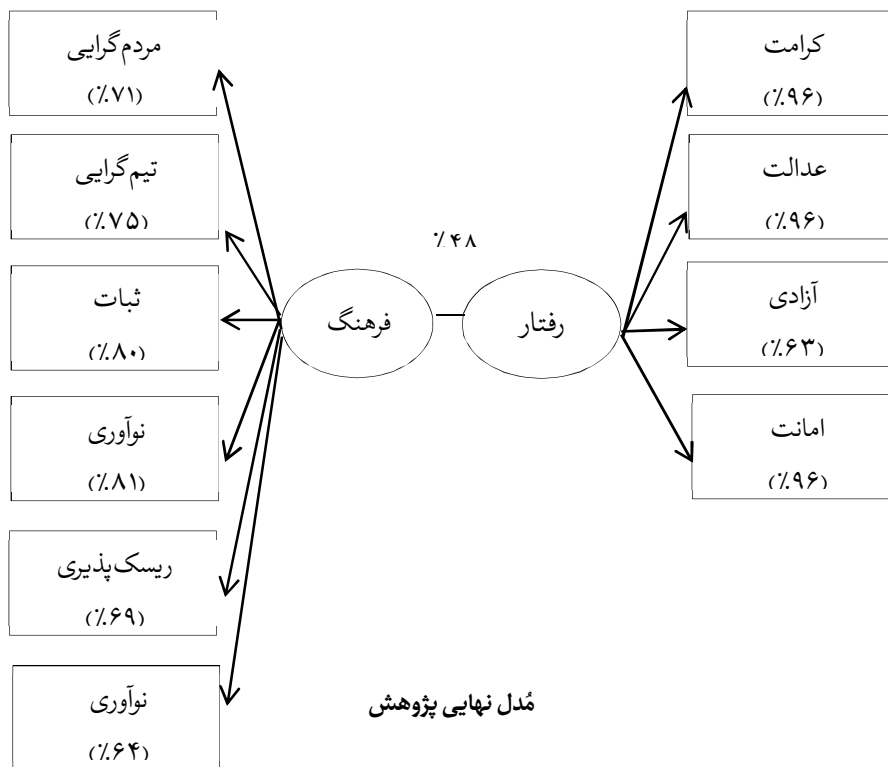 کرامت
(٪۹۶)
عدالت
(٪۹۶)
آزادی
(٪۶۳)
امانت
(٪۹۶)
رفتار
٪۴۸
فرهنگ
مردم‌گرایی
(٪۷۱)
تیم‌گرایی
(٪۷۵)
ثبات
(٪۸۰)
نوآوری
(٪۸۱)
ریسک‌پذیری
(٪۶۹)
نوآوری
(٪۶۴)
مُدل نهایی پژوهش